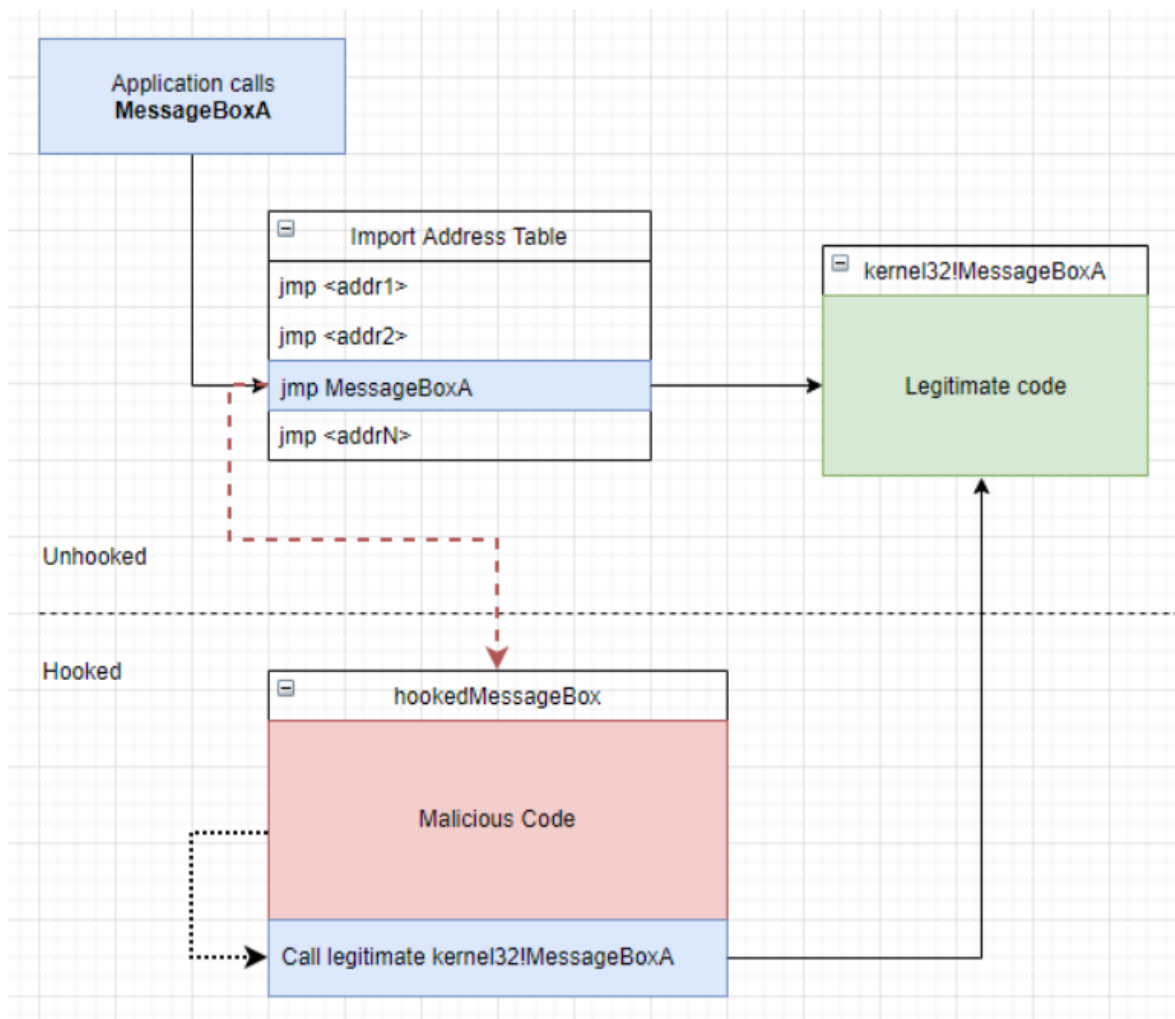 Application calls
MessageBoxA
Import Address Table
jmp <addr1>
jmp <addr2>
jmp MessageBoxA
jmp <addrN>
kernel32!MessageBoxA
Legitimate code
Unhooked
Hooked
hookedMessageBox
Malicious Code
Call legitimate kernel32!MessageBoxA